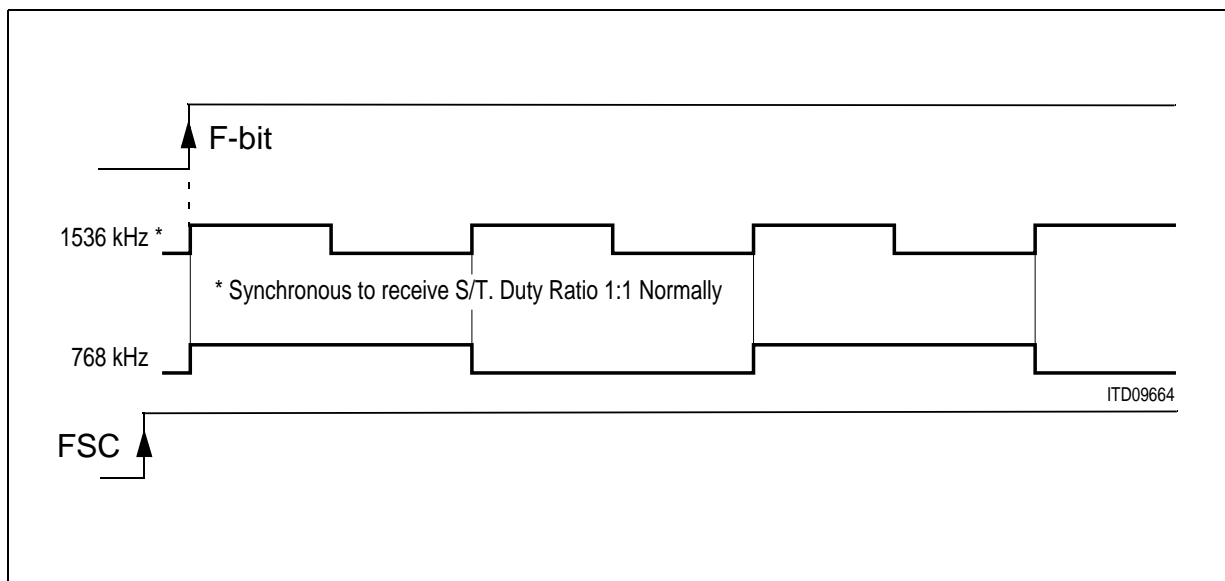 F-bit
1536 kHz *
* Synchronous to receive S/T. Duty Ratio 1:1 Normally
768 kHz
ITD09664
FSC